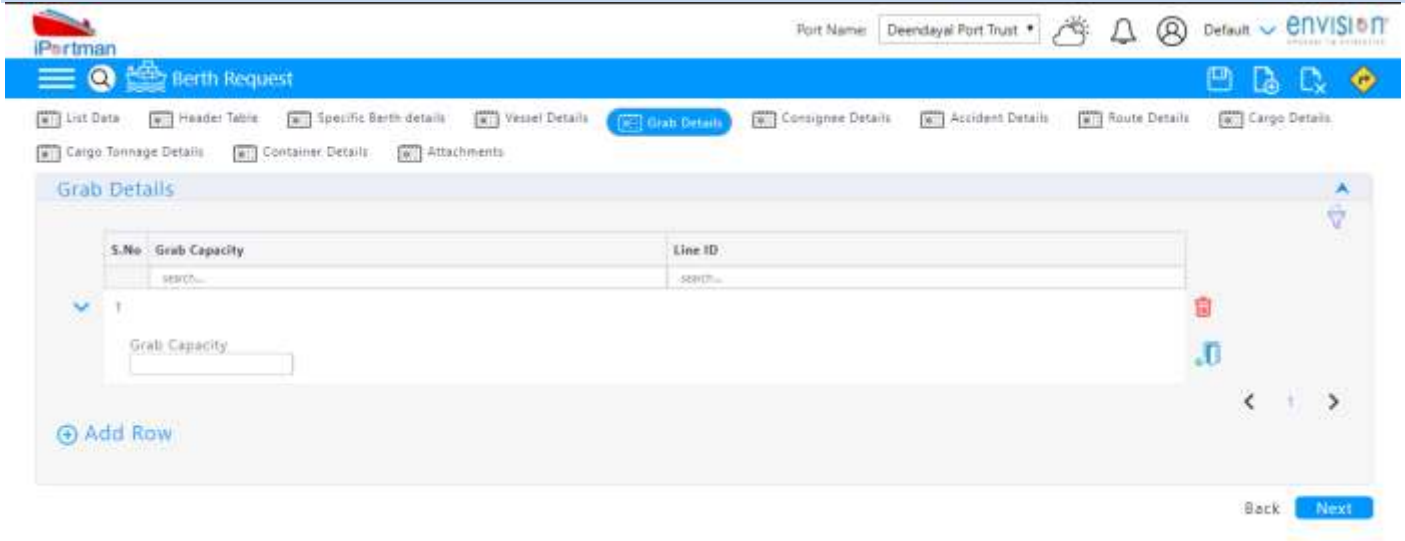 iPortman
Port Name: Deendayal Port Trust Default envision
Berth Request
List Data Header Table Specific Berth details Vessel Details Grab Details Consignee Details Accident Details Route Details Cargo Details
Cargo Tonnage Details Container Details Attachments
Grab Details
S.No Grab Capacity Line ID
search... search...
1
Grab Capacity
1
Add Row
Back Next